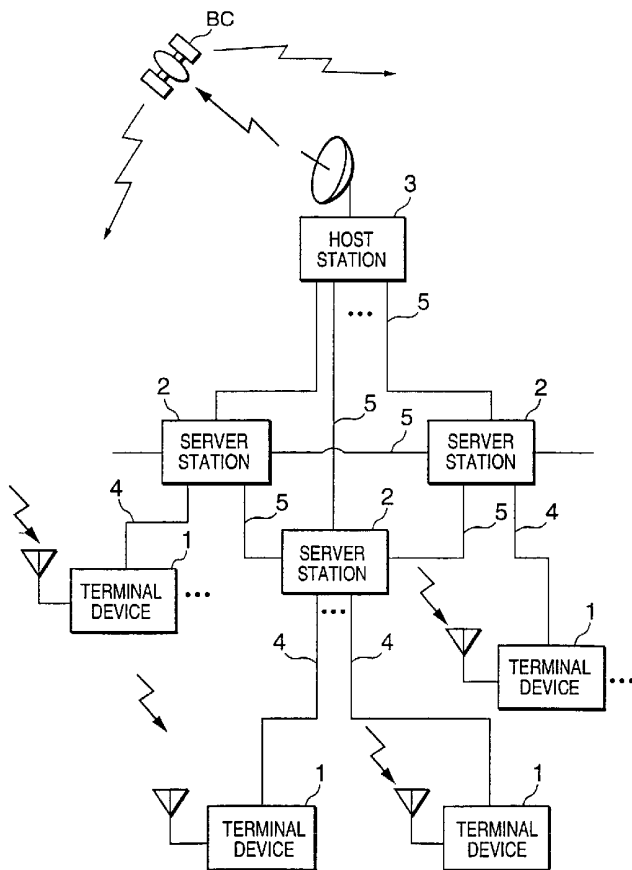 BC
3
HOST
STATION
5
2
SERVER
STATION
5
5
2
SERVER
STATION
4
5
2
SERVER
STATION
5
4
1
TERMINAL
DEVICE
4
4
1
TERMINAL
DEVICE
1
TERMINAL
DEVICE
1
TERMINAL
DEVICE